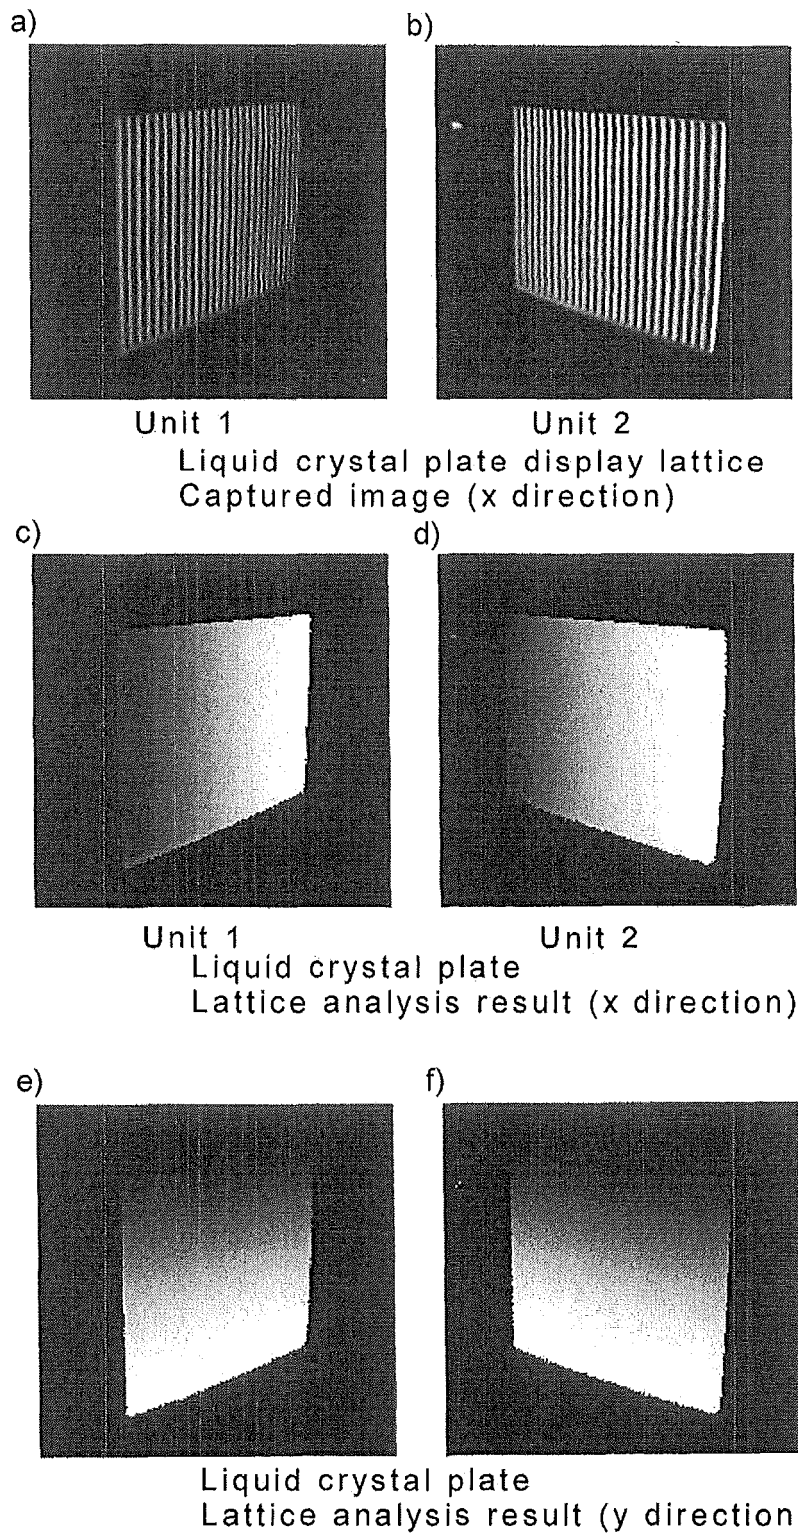 a)
b)
Unit 1
Unit 2
Liquid crystal plate display lattice
Captured image (x direction)
c)
d)
Unit 1
Unit 2
Liquid crystal plate
Lattice analysis result (x direction)
e)
f)
Liquid crystal plate
Lattice analysis result (y direction